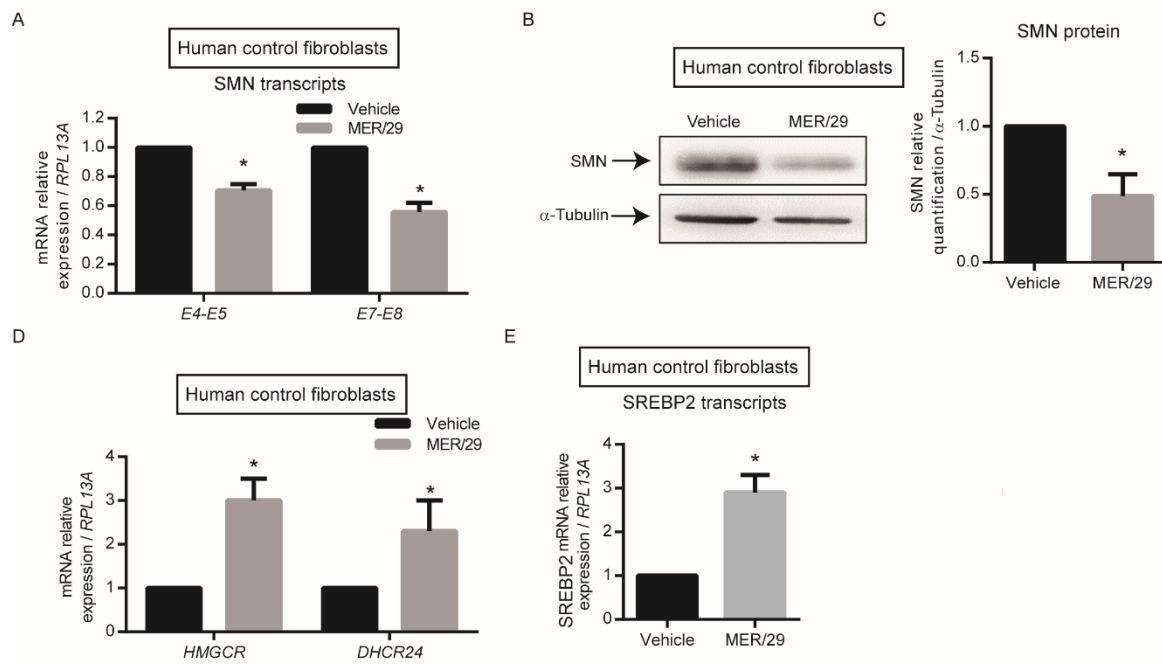 A
Human control fibroblasts
SMN transcripts
Vehicle
MER/29
mRNA relative
expression / RPL13A
1.2
1.0
0.8
0.6
0.4
0.2
0.0
*
*
E4-E5
E7-E8
B
Human control fibroblasts
Vehicle
MER/29
SMN
α-Tubulin
C
SMN protein
SMN relative
quantification / α-Tubulin
1.5
1.0
0.5
0.0
*
Vehicle
MER/29
D
Human control fibroblasts
Vehicle
MER/29
mRNA relative
expression / RPL13A
4
3
2
1
0
*
*
HMGCR
DHCR24
E
Human control fibroblasts
SREBP2 transcripts
SREBP2 mRNA relative
expression / RPL13A
4
3
2
1
0
*
Vehicle
MER/29